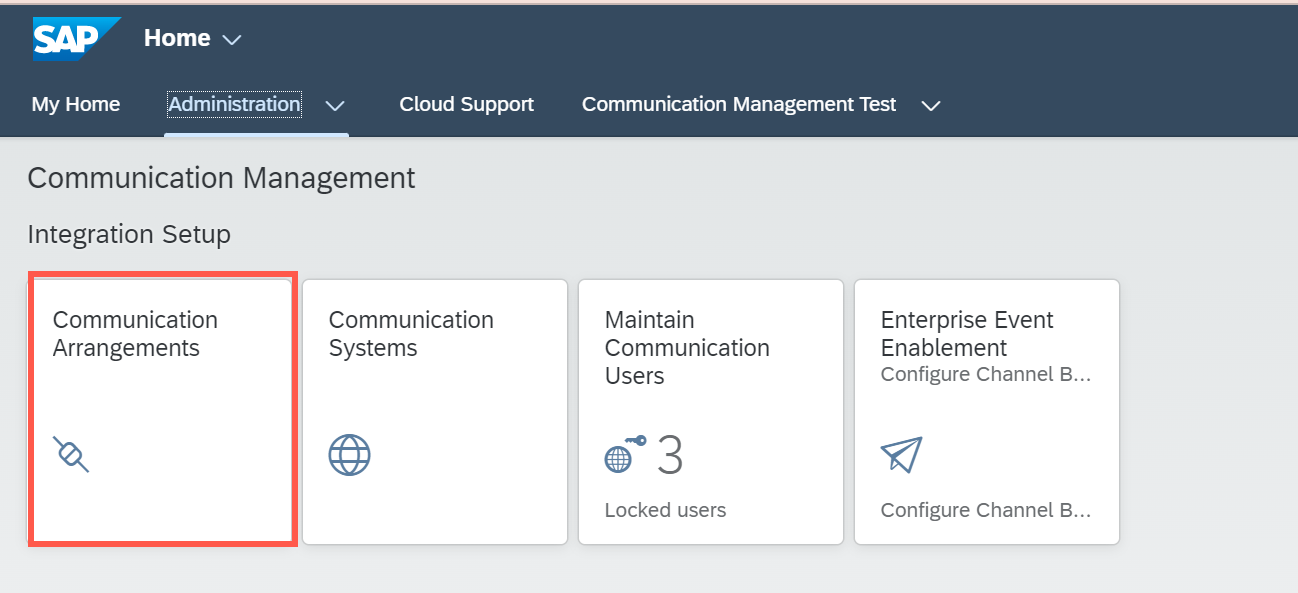 SAP Home
My Home Administration Cloud Support Communication Management Test
Communication Management
Integration Setup
Communication
Arrangements
Communication
Systems
Maintain
Communication
Users
3
Locked users
Enterprise Event
Enablement
Configure Channel B...
Configure Channel B...